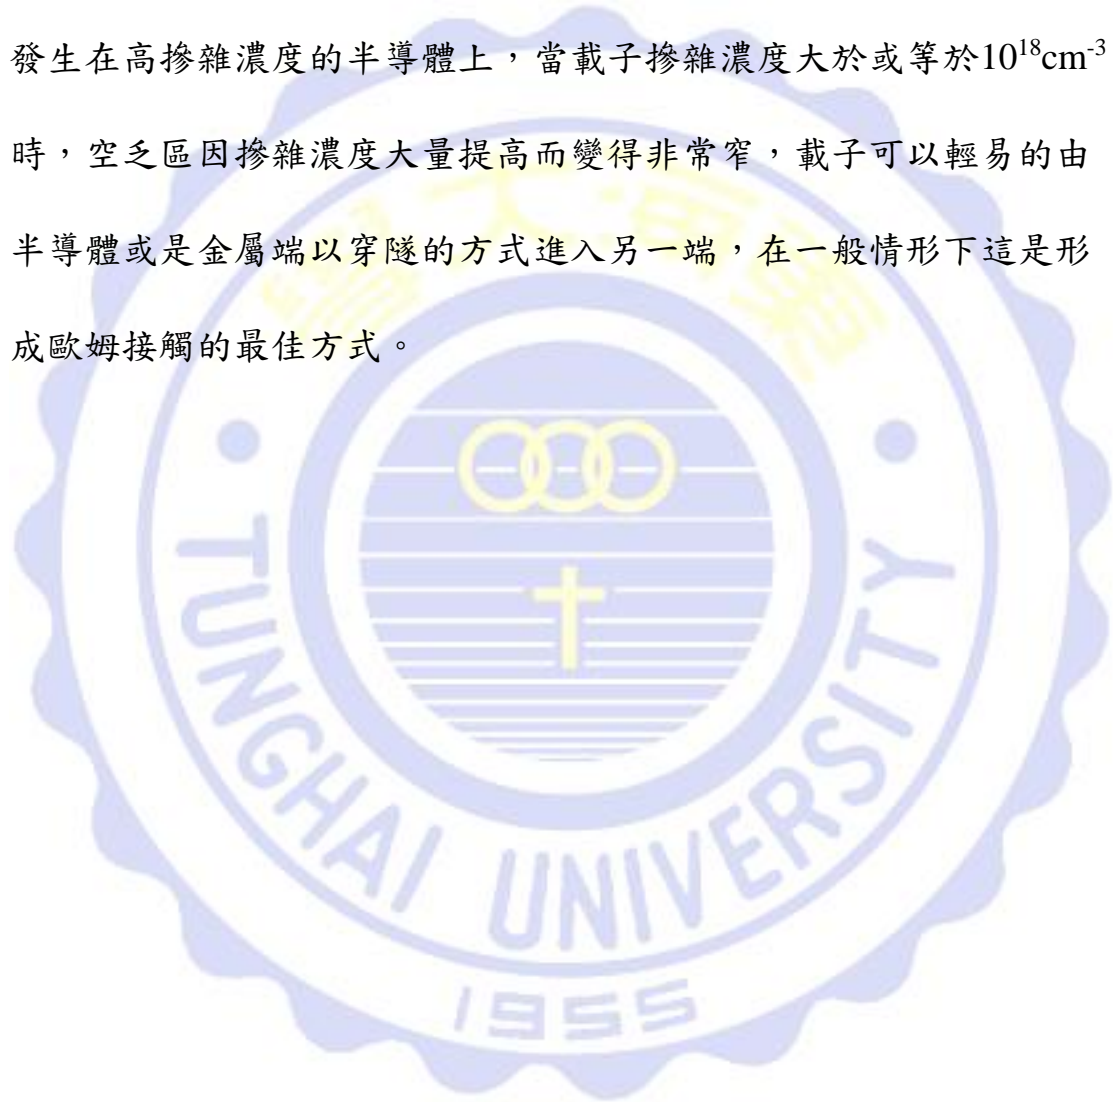 發生在高摻雜濃度的半導體上，當載子摻雜濃度大於或等於10¹⁸cm⁻³
時，空乏區因摻雜濃度大量提高而變得非常窄，載子可以輕易的由
半導體或是金屬端以穿隧的方式進入另一端，在一般情形下這是形
成歐姆接觸的最佳方式。
學大海東
TUNGHAI UNIVERSITY
1955